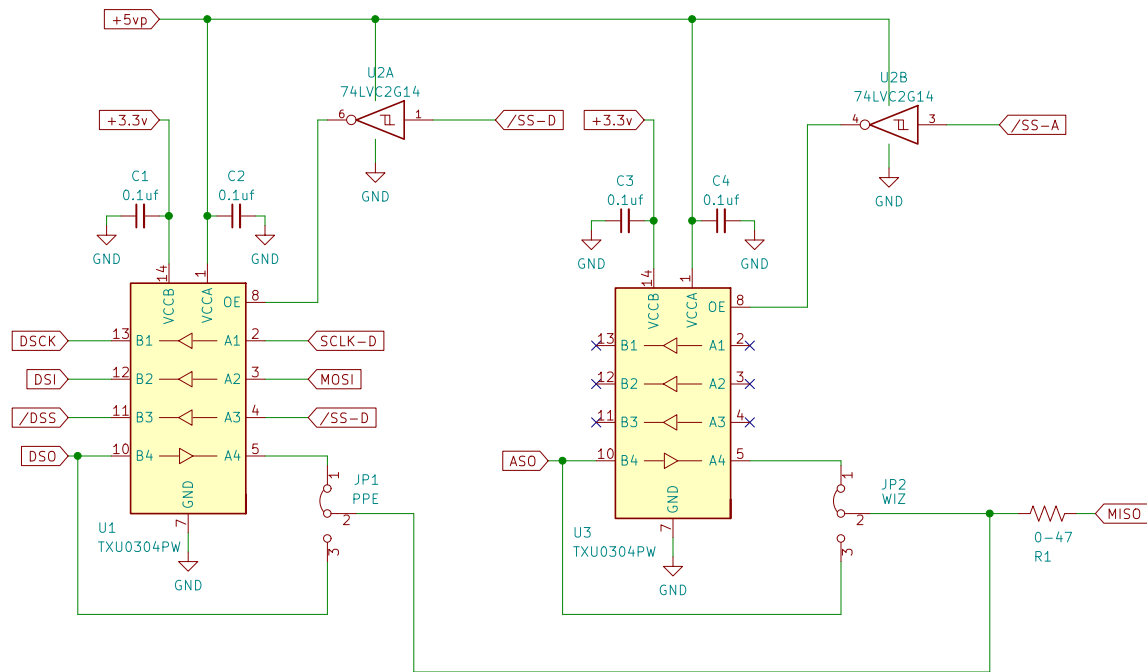 +5vp
U2A
74LVC2G14
6
1
/SS-D
+3.3v
GND
C1
0.1uf
C2
0.1uf
GND
GND
14
1
VCCB
VCCA
OE
8
DSCK
13
B1
A1
2
SCLK-D
DSI
12
B2
A2
3
MOSI
/DSS
11
B3
A3
4
/SS-D
DSO
10
B4
A4
5
GND
7
U1
TXU0304PW
GND
JP1
PPE
1
2
3
U2B
74LVC2G14
4
3
/SS-A
+3.3v
GND
C3
0.1uf
C4
0.1uf
GND
GND
14
1
VCCB
VCCA
OE
8
13
B1
A1
2
12
B2
A2
3
11
B3
A3
4
ASO
10
B4
A4
5
GND
7
U3
TXU0304PW
GND
JP2
WIZ
1
2
3
MISO
0-47
R1